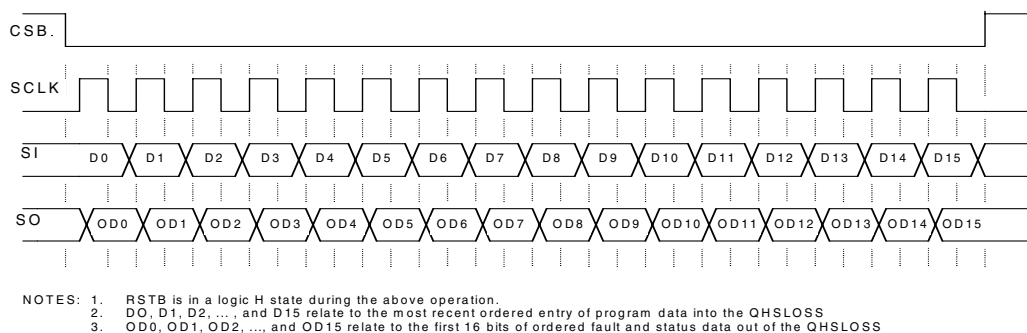 CSB.
SCLK
SI D0 D1 D2 D3 D4 D5 D6 D7 D8 D9 D10 D11 D12 D13 D14 D15
SO OD0 OD1 OD2 OD3 OD4 OD5 OD6 OD7 OD8 OD9 OD10 OD11 OD12 OD13 OD14 OD15
NOTES: 1. RSTB is in a logic H state during the above operation.
2. DO, D1, D2, ... , and D15 relate to the most recent ordered entry of program data into the QHSLOSS
3. OD0, OD1, OD2, ..., and OD15 relate to the first 16 bits of ordered fault and status data out of the QHSLOSS